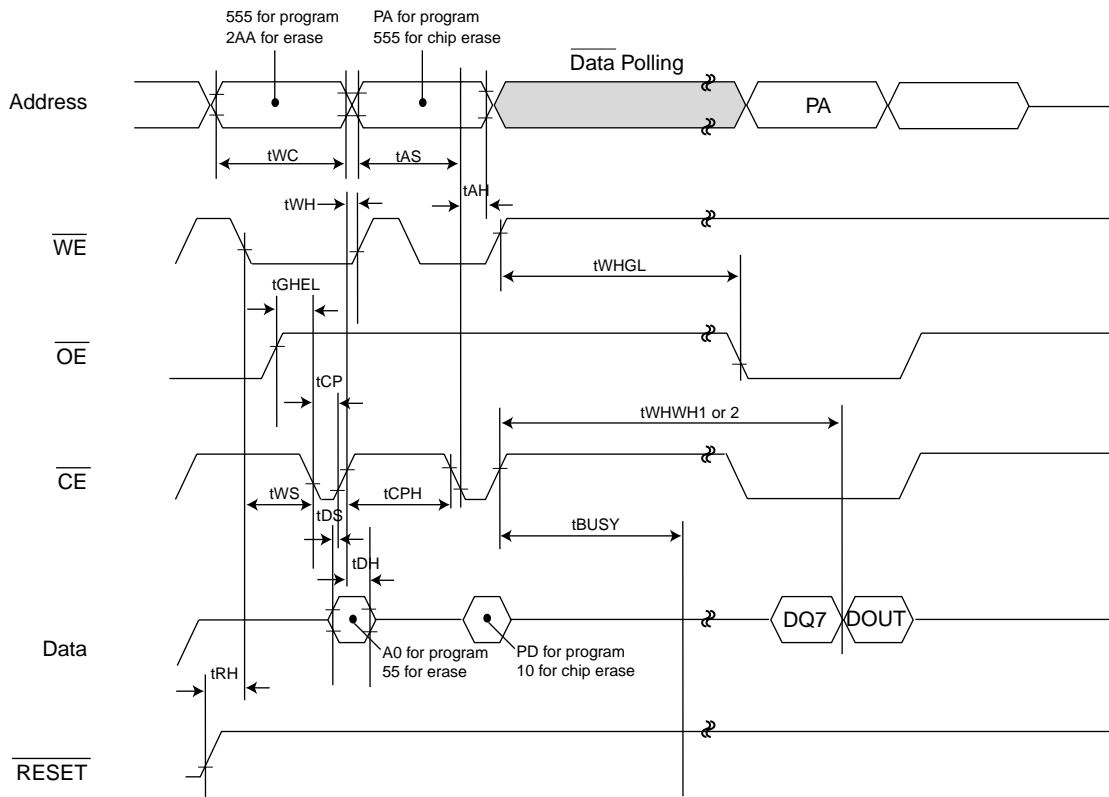 555 for program
2AA for erase
PA for program
555 for chip erase
Data Polling
Address
PA
tWC
tAS
tAH
tWH
WE
tWHGL
tGHEL
OE
tCP
tWHWH1 or 2
CE
tWS
tCPH
tDS
tBUSY
tDH
DQ7
DOUT
Data
A0 for program
55 for erase
PD for program
10 for chip erase
tRH
RESET